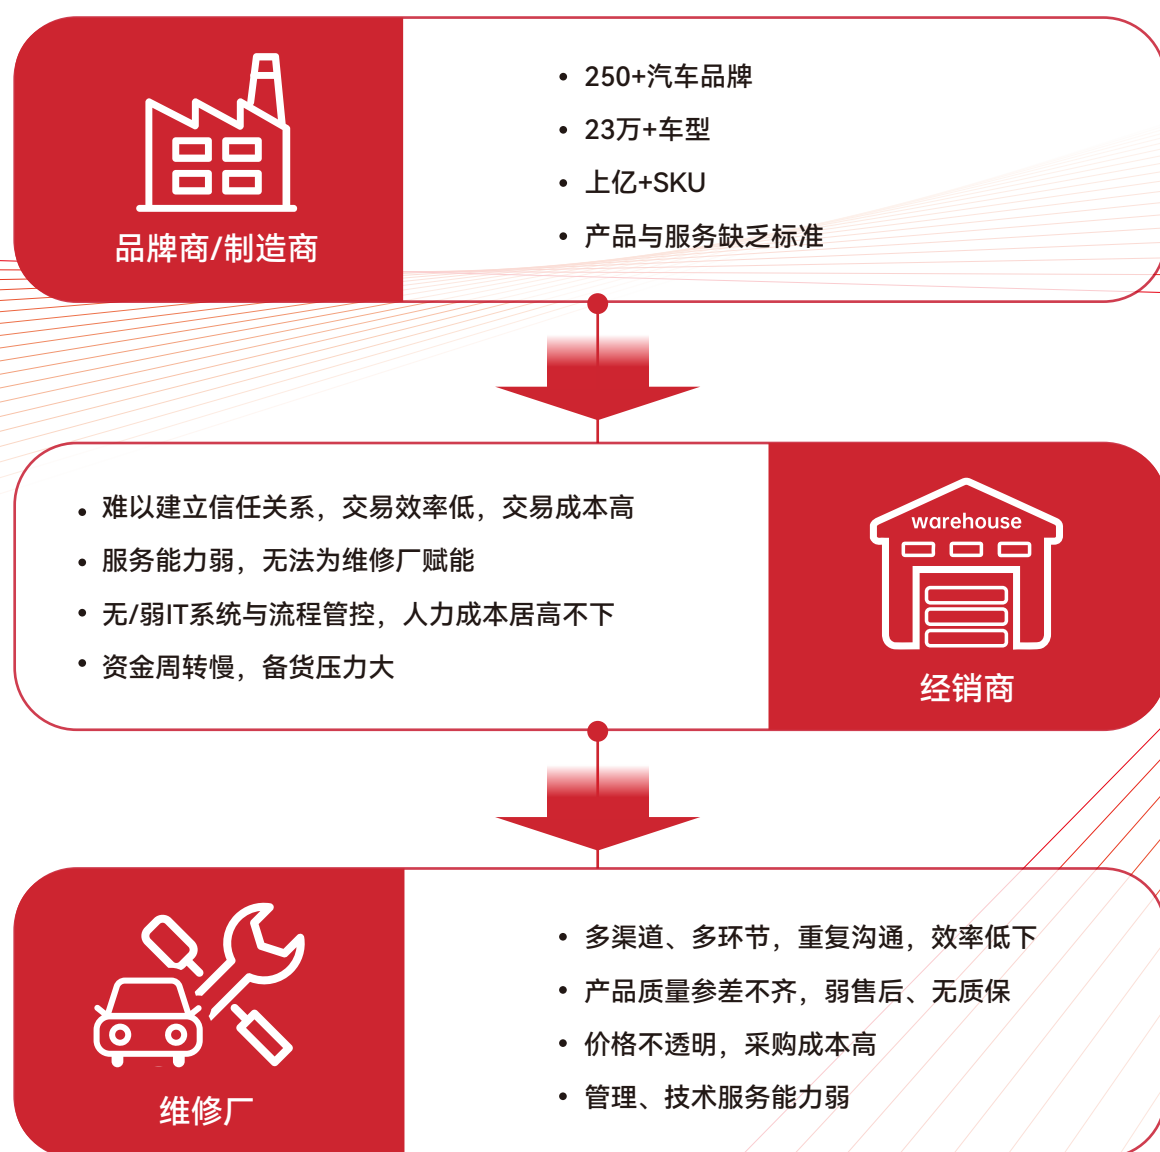 250+汽车品牌
23万+车型
上亿+SKU
产品与服务缺乏标准
品牌商/制造商
难以建立信任关系，交易效率低，交易成本高
服务能力弱，无法为维修厂赋能
无/弱IT系统与流程管控，人力成本居高不下
资金周转慢，备货压力大
warehouse
经销商
多渠道、多环节，重复沟通，效率低下
产品质量参差不齐，弱售后、无质保
价格不透明，采购成本高
管理、技术服务能力弱
维修厂